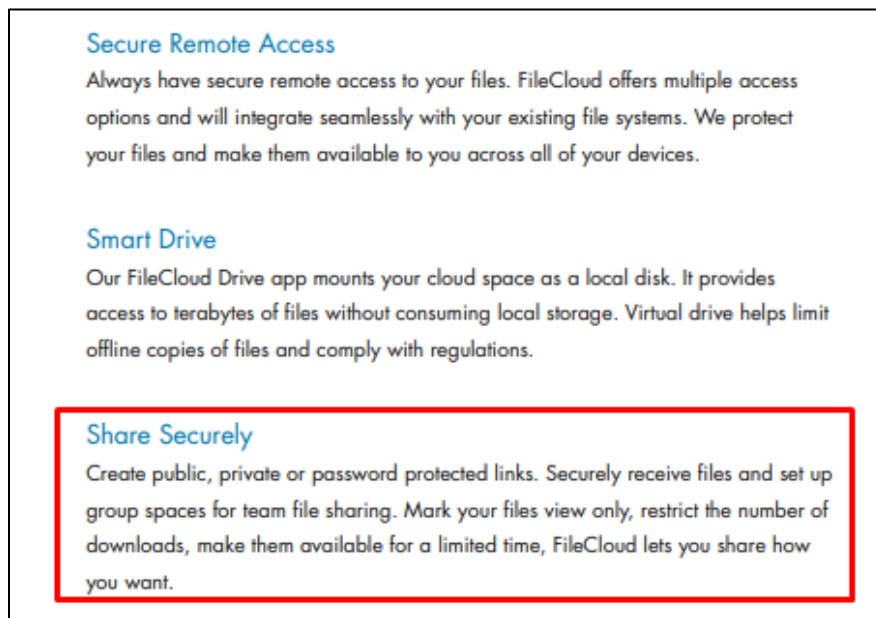 Secure Remote Access
Always have secure remote access to your files. FileCloud offers multiple access
options and will integrate seamlessly with your existing file systems. We protect
your files and make them available to you across all of your devices.
Smart Drive
Our FileCloud Drive app mounts your cloud space as a local disk. It provides
access to terabytes of files without consuming local storage. Virtual drive helps limit
offline copies of files and comply with regulations.
Share Securely
Create public, private or password protected links. Securely receive files and set up
group spaces for team file sharing. Mark your files view only, restrict the number of
downloads, make them available for a limited time, FileCloud lets you share how
you want.